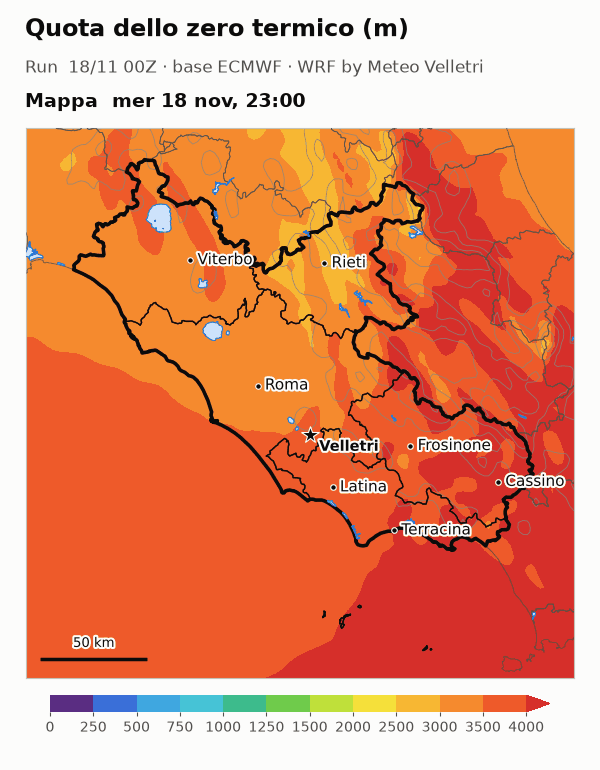 Quota dello zero termico (m)
Run 18/11 00Z · base ECMWF · WRF by Meteo Velletri
Mappa mer 18 nov, 23:00
Viterbo
Rieti
Roma
Velletri
Frosinone
Cassino
Latina
Terracina
50 km
0 250 500 750 1000 1250 1500 2000 2500 3000 3500 4000